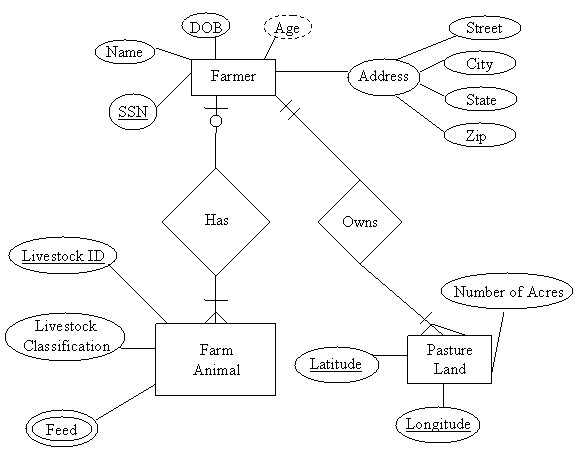 DOB
Age
Name
Farmer
Street
City
Address
State
SSN
Zip
Has
Owns
Livestock ID
Number of Acres
Livestock
Classification
Farm
Animal
Pasture
Land
Latitude
Feed
Longitude